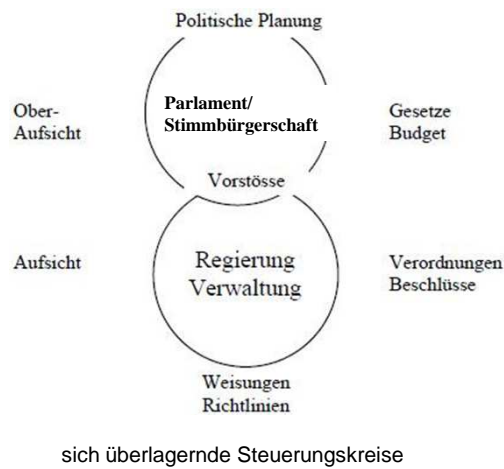 Politische Planung
Parlament/
Stimmbürgerschaft
Ober-
Aufsicht
Gesetze
Budget
Vorstösse
Aufsicht
Regierung
Verwaltung
Verordnungen
Beschlüsse
Weisungen
Richtlinien
sich überlagernde Steuerungskreise